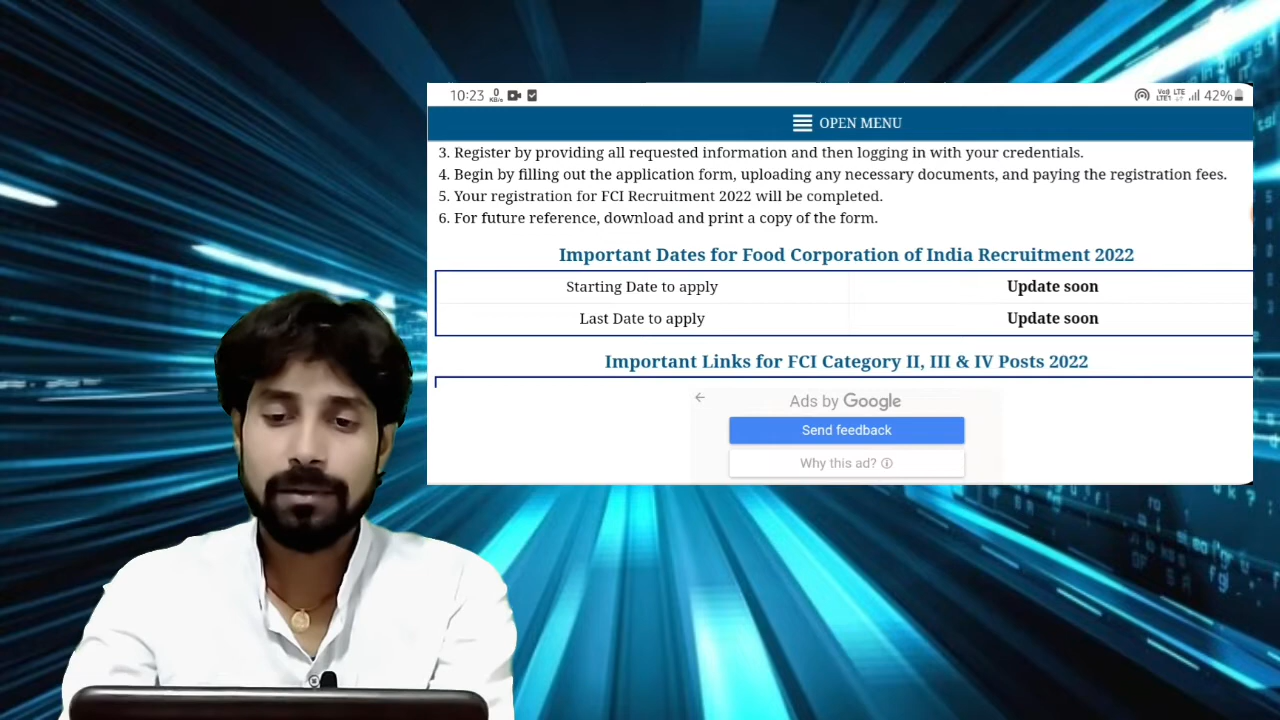 10:23 0 KB/s Vo) LTE LTE1 42%
OPEN MENU
3. Register by providing all requested information and then logging in with your credentials.
4. Begin by filling out the application form, uploading any necessary documents, and paying the registration fees.
5. Your registration for FCI Recruitment 2022 will be completed.
6. For future reference, download and print a copy of the form.
Important Dates for Food Corporation of India Recruitment 2022
Starting Date to apply Update soon
Last Date to apply Update soon
Important Links for FCI Category II, III & IV Posts 2022
Ads by Google
Send feedback
Why this ad?